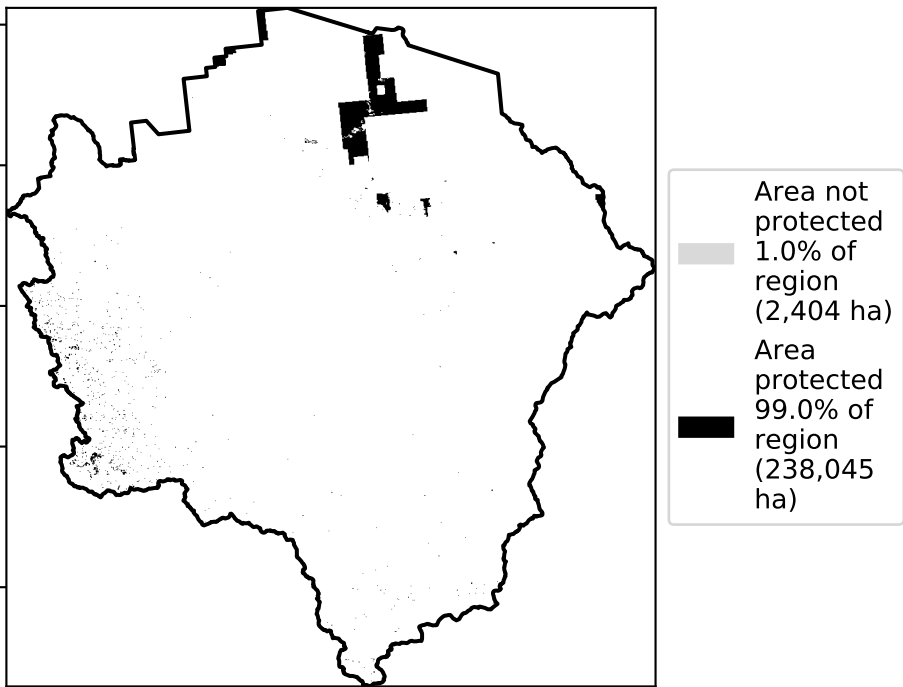 Area not
protected
1.0% of
region
(2,404 ha)
Area
protected
99.0% of
region
(238,045
ha)